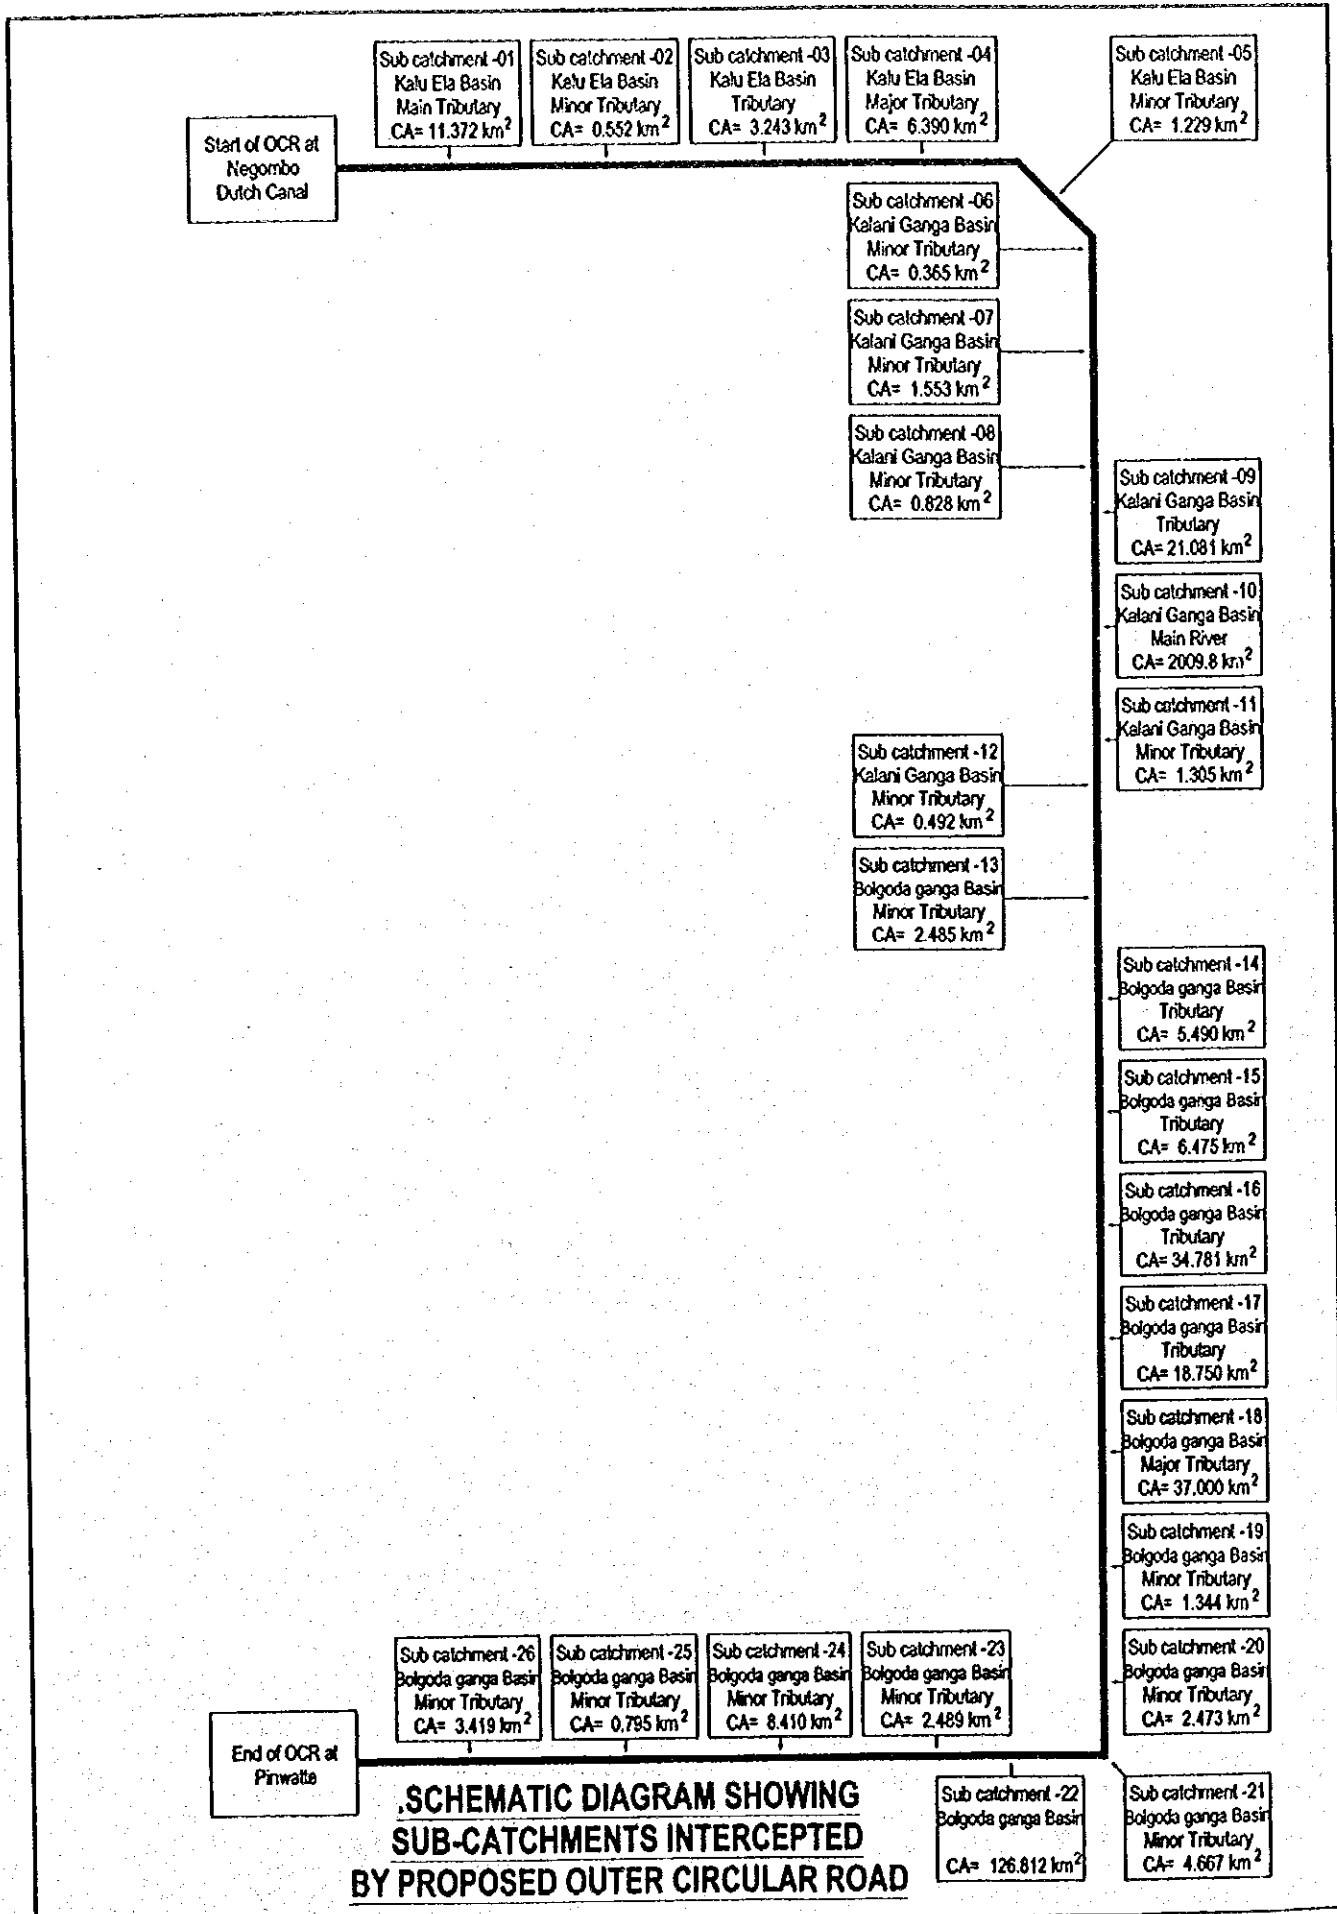 Sub catchment -01
Kalu Ela Basin
Main Tributary
CA= 11.372 km²
Sub catchment -02
Kalu Ela Basin
Minor Tributary
CA= 0.552 km²
Sub catchment -03
Kalu Ela Basin
Tributary
CA= 3.243 km²
Sub catchment -04
Kalu Ela Basin
Major Tributary
CA= 6.390 km²
Sub catchment -05
Kalu Ela Basin
Minor Tributary
CA= 1.229 km²
Start of OCR at
Negombo
Dutch Canal
Sub catchment -06
Kalani Ganga Basin
Minor Tributary
CA= 0.365 km²
Sub catchment -07
Kalani Ganga Basin
Minor Tributary
CA= 1.553 km²
Sub catchment -08
Kalani Ganga Basin
Minor Tributary
CA= 0.828 km²
Sub catchment -09
Kalani Ganga Basin
Tributary
CA= 21.081 km²
Sub catchment -10
Kalani Ganga Basin
Main River
CA= 2009.8 km²
Sub catchment -11
Kalani Ganga Basin
Minor Tributary
CA= 1.305 km²
Sub catchment -12
Kalani Ganga Basin
Minor Tributary
CA= 0.492 km²
Sub catchment -13
Bolgoda ganga Basin
Minor Tributary
CA= 2.485 km²
Sub catchment -14
Bolgoda ganga Basin
Tributary
CA= 5.490 km²
Sub catchment -15
Bolgoda ganga Basin
Tributary
CA= 6.475 km²
Sub catchment -16
Bolgoda ganga Basin
Tributary
CA= 34.781 km²
Sub catchment -17
Bolgoda ganga Basin
Tributary
CA= 18.750 km²
Sub catchment -18
Bolgoda ganga Basin
Major Tributary
CA= 37.000 km²
Sub catchment -19
Bolgoda ganga Basin
Minor Tributary
CA= 1.344 km²
Sub catchment -20
Bolgoda ganga Basin
Minor Tributary
CA= 2.473 km²
Sub catchment -21
Bolgoda ganga Basin
Minor Tributary
CA= 4.667 km²
Sub catchment -22
Bolgoda ganga Basin
CA= 126.812 km²
Sub catchment -23
Bolgoda ganga Basin
Minor Tributary
CA= 2.489 km²
Sub catchment -24
Bolgoda ganga Basin
Minor Tributary
CA= 8.410 km²
Sub catchment -25
Bolgoda ganga Basin
Minor Tributary
CA= 0.795 km²
Sub catchment -26
Bolgoda ganga Basin
Minor Tributary
CA= 3.419 km²
End of OCR at
Pinwatte
.SCHEMATIC DIAGRAM SHOWING
SUB-CATCHMENTS INTERCEPTED
BY PROPOSED OUTER CIRCULAR ROAD